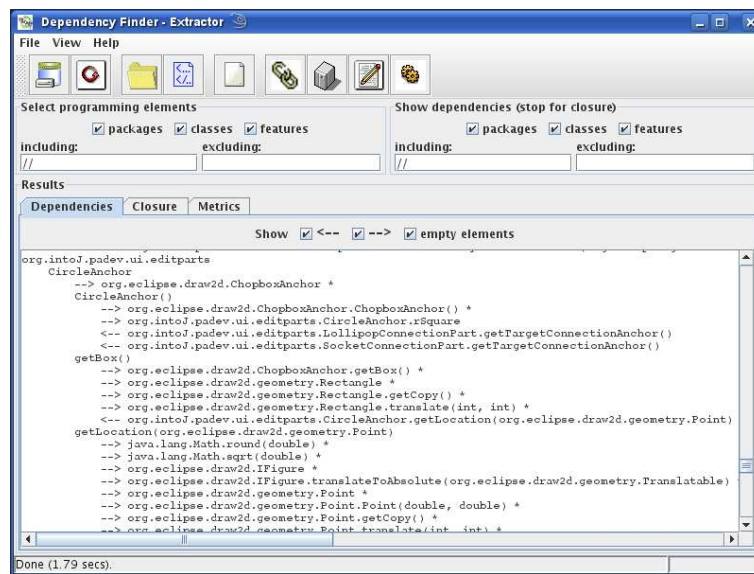 Dependency Finder - Extractor
File View Help
Select programming elements
packages classes features
including: excluding:
//
Show dependencies (stop for closure)
packages classes features
including: excluding:
//
Results
Dependencies Closure Metrics
Show <-- --> empty elements
org.intoJ.padev.ui.editparts
CircleAnchor
--> org.eclipse.draw2d.ChopboxAnchor *
CircleAnchor()
--> org.eclipse.draw2d.ChopboxAnchor.ChopboxAnchor() *
--> org.intoJ.padev.ui.editparts.CircleAnchor.rSquare
<-- org.intoJ.padev.ui.editparts.LollipopConnectionPart.getTargetConnectionAnchor()
<-- org.intoJ.padev.ui.editparts.SocketConnectionPart.getTargetConnectionAnchor()
getBox()
--> org.eclipse.draw2d.ChopboxAnchor.getBox() *
--> org.eclipse.draw2d.geometry.Rectangle *
--> org.eclipse.draw2d.geometry.Rectangle.getCopy() *
--> org.eclipse.draw2d.geometry.Rectangle.translate(int, int) *
<-- org.intoJ.padev.ui.editparts.CircleAnchor.getLocation(org.eclipse.draw2d.geometry.Point)
getLocation(org.eclipse.draw2d.geometry.Point)
--> java.lang.Math.round(double) *
--> java.lang.Math.sqrt(double) *
--> org.eclipse.draw2d.IFigure *
--> org.eclipse.draw2d.IFigure.translateToAbsolute(org.eclipse.draw2d.geometry.Translatable)
--> org.eclipse.draw2d.geometry.Point *
--> org.eclipse.draw2d.geometry.Point.Point(double, double) *
--> org.eclipse.draw2d.geometry.Point.getCopy() *
--> org.eclipse.draw2d.geometry.Point.translate(int, int) *
Done (1.79 secs).